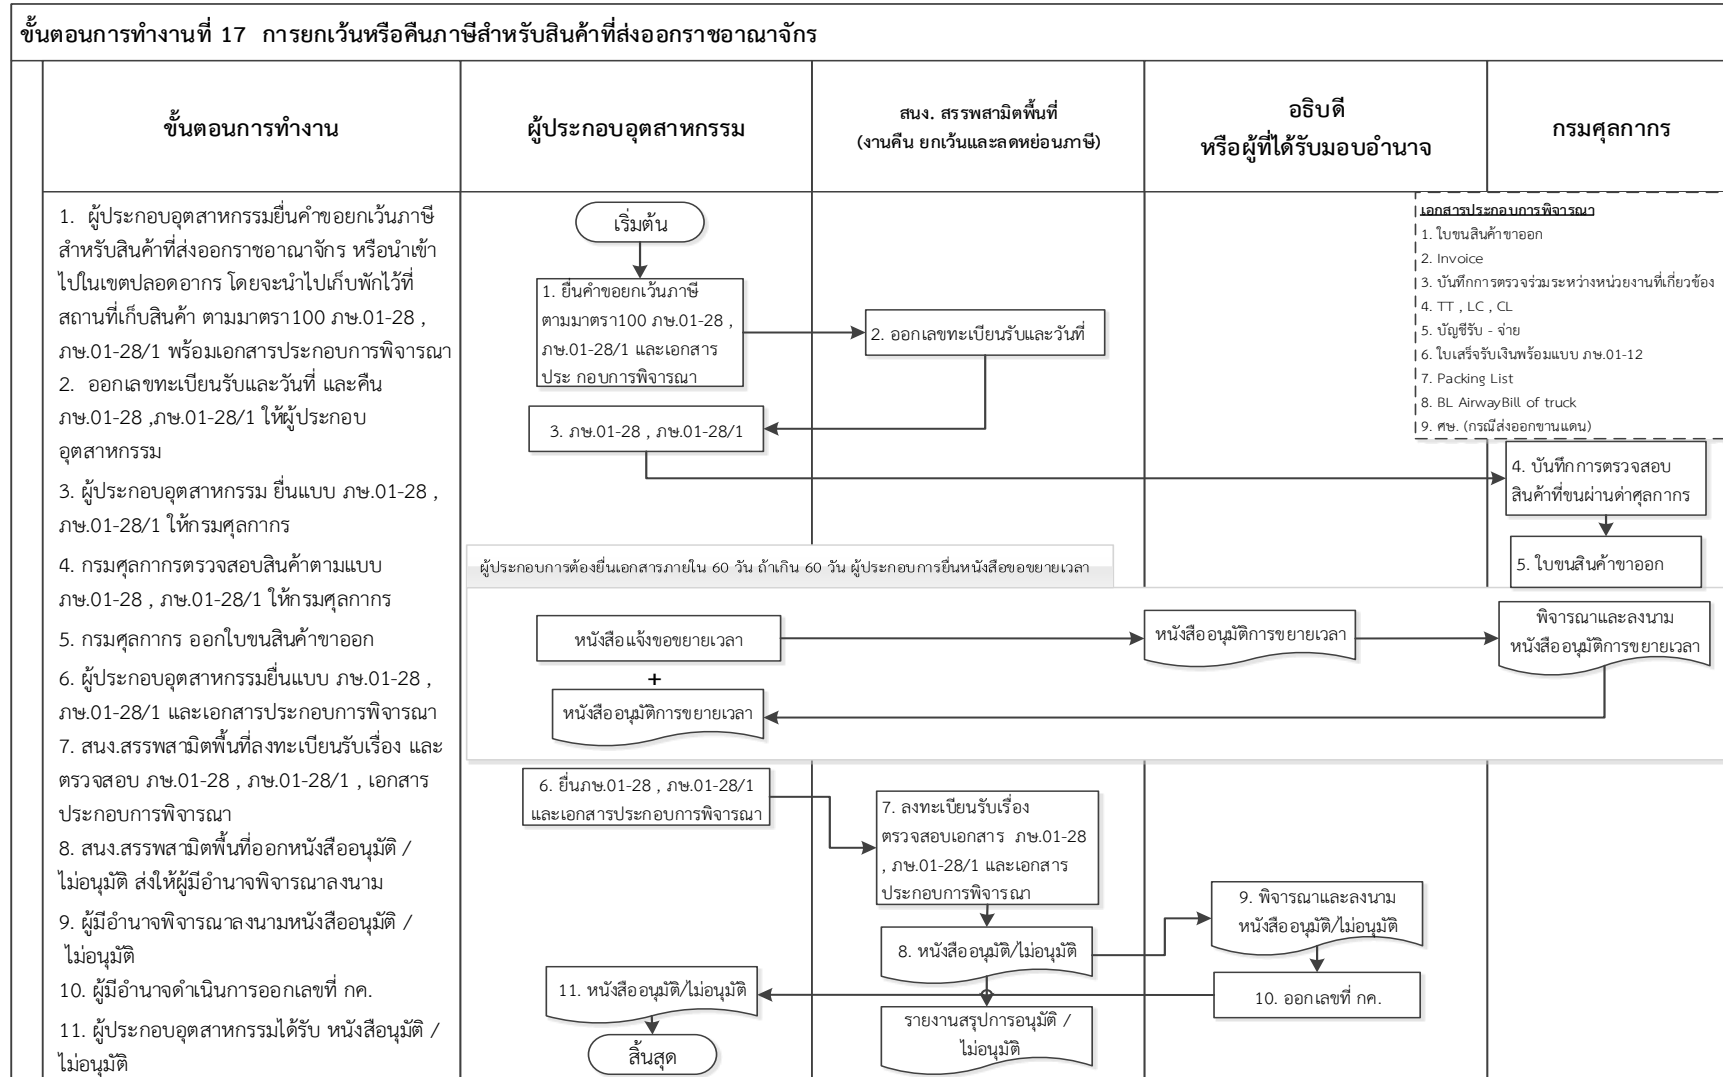 ขั้นตอนการทำงานที่ 17  การยกเว้นหรือคืนภาษีสำหรับสินค้าที่ส่งออกราชอาณาจักร
ขั้นตอนการทำงาน
ผู้ประกอบอุตสาหกรรม
สนง. สรรพสามิตพื้นที่
(งานคืน ยกเว้นและลดหย่อนภาษี)
อธิบดี
หรือผู้ที่ได้รับมอบอำนาจ
กรมศุลกากร
1.  ผู้ประกอบอุตสาหกรรมยื่นคำขอยกเว้นภาษี
สำหรับสินค้าที่ส่งออกราชอาณาจักร หรือนำเข้า
ไปในเขตปลอดอากร โดยจะนำไปเก็บพักไว้ที่
สถานที่เก็บสินค้า ตามมาตรา100 ภษ.01-28 ,
ภษ.01-28/1 พร้อมเอกสารประกอบการพิจารณา
2.  ออกเลขทะเบียนรับและวันที่ และคืน
ภษ.01-28 ,ภษ.01-28/1 ให้ผู้ประกอบ
อุตสาหกรรม
3. ผู้ประกอบอุตสาหกรรม ยื่นแบบ ภษ.01-28 ,
ภษ.01-28/1 ให้กรมศุลกากร
4. กรมศุลการตรวจสอบสินค้าตามแบบ
ภษ.01-28 , ภษ.01-28/1 ให้กรมศุลกากร
5. กรมศุลกากร ออกใบขนสินค้าขาออก
6. ผู้ประกอบอุตสาหกรรมยื่นแบบ ภษ.01-28 ,
ภษ.01-28/1 และเอกสารประกอบการพิจารณา
7. สนง.สรรพสามิตพื้นที่ลงทะเบียนรับเรื่อง และ
ตรวจสอบ ภษ.01-28 , ภษ.01-28/1 , เอกสาร
ประกอบการพิจารณา
8. สนง.สรรพสามิตพื้นที่ออกหนังสืออนุมัติ /
ไม่อนุมัติ ส่งให้ผู้มีอำนาจพิจารณาลงนาม
9. ผู้มีอำนาจพิจารณาลงนามหนังสืออนุมัติ /
ไม่อนุมัติ
10. ผู้มีอำนาจดำเนินการออกเลขที่ กค.
11. ผู้ประกอบอุตสาหกรรมได้รับ หนังสือนุมัติ /
ไม่อนุมัติ
เริ่มต้น
1. ยื่นคำขอยกเว้นภาษี
ตามมาตรา100 ภษ.01-28 ,
ภษ.01-28/1 และเอกสาร
ประ กอบการพิจารณา
2. ออกเลขทะเบียนรับและวันที่
3. ภษ.01-28 , ภษ.01-28/1
เอกสารประกอบการพิจารณา
1. ใบขนสินค้าขาออก
2. Invoice
3. บันทึกการตรวจร่วมระหว่างหน่วยงานที่เกี่ยวข้อง
4. TT , LC , CL
5. บัญชีรับ - จ่าย
6. ใบเสร็จรับเงินพร้อมแบบ ภษ.01-12
7. Packing List
8. BL AirwayBill of truck
9. ศษ. (กรณีส่งออกขานแดน)
4. บันทึกการตรวจสอบ
สินค้าที่ขนผ่านด่าศุลกากร
5. ใบขนสินค้าขาออก
ผู้ประกอบการต้องยื่นเอกสารภายใน 60 วัน ถ้าเกิน 60 วัน ผู้ประกอบการยื่นหนังสือขอขยายเวลา
หนังสือแจ้งขอขยายเวลา
หนังสืออนุมัติการขยายเวลา
พิจารณาและลงนาม
หนังสืออนุมัติการขยายเวลา
+
หนังสืออนุมัติการขยายเวลา
6. ยื่นภษ.01-28 , ภษ.01-28/1
และเอกสารประกอบการพิจารณา
7. ลงทะเบียนรับเรื่อง
ตรวจสอบเอกสาร  ภษ.01-28
, ภษ.01-28/1 และเอกสาร
ประกอบการพิจารณา
8. หนังสืออนุมัติ/ไม่อนุมัติ
9. พิจารณาและลงนาม
หนังสืออนุมัติ/ไม่อนุมัติ
10. ออกเลขที่ กค.
11. หนังสืออนุมัติ/ไม่อนุมัติ
รายงานสรุปการอนุมัติ /
ไม่อนุมัติ
สิ้นสุด